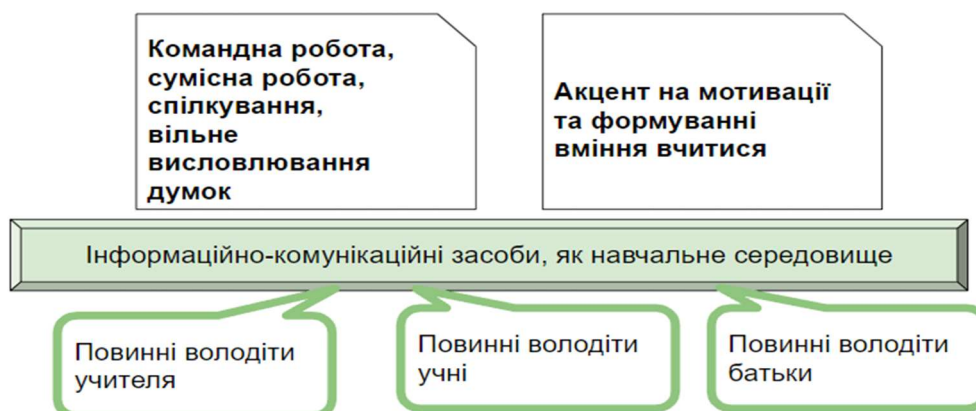 Командна робота,
сумісна робота,
спілкування,
вільне
висловлювання
думок
Акцент на мотивації
та формуванні
вміння вчитися
Інформаційно-комунікаційні засоби, як навчальне середовище
Повинні володіти
учителя
Повинні володіти
учні
Повинні володіти
батьки